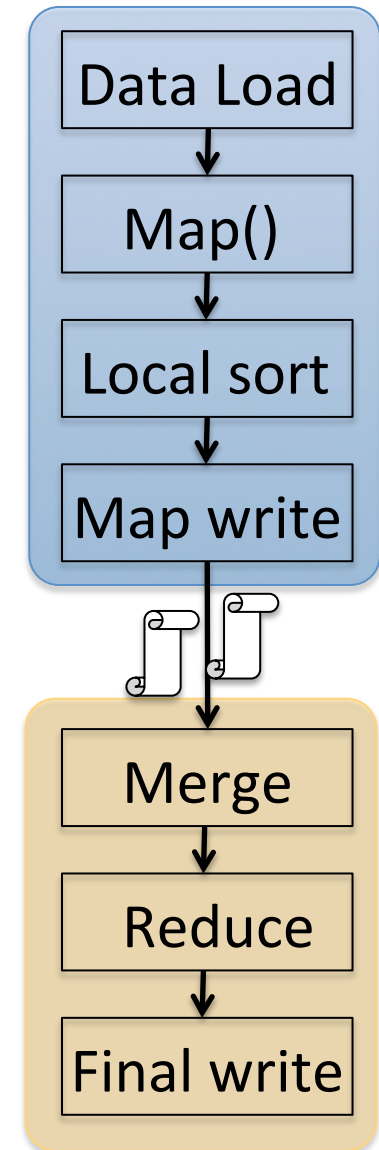 Data Load
Map()
Local sort
Map write
Merge
Reduce
Final write